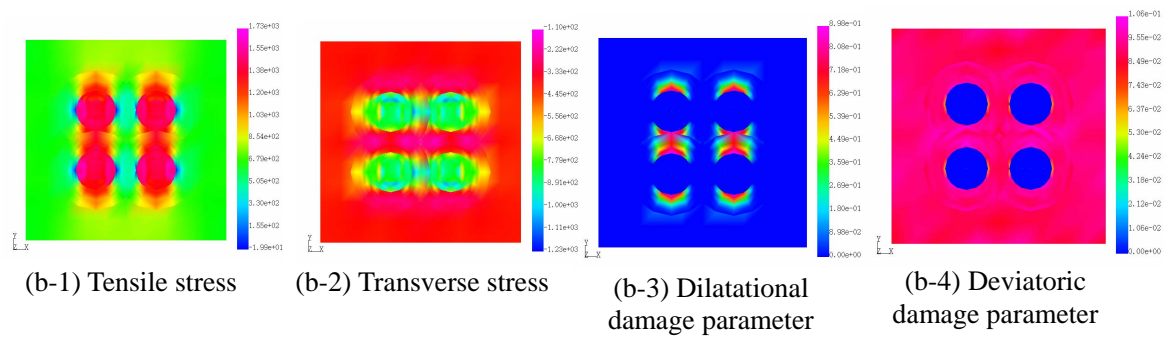 1.73e+03
1.55e+03
1.38e+03
1.20e+03
1.03e+03
8.54e+02
6.79e+02
5.05e+02
3.30e+02
1.55e+02
-1.99e+01
Y
Z X
(b-1) Tensile stress
-1.10e+02
-2.22e+02
-3.33e+02
-4.45e+02
-5.56e+02
-6.68e+02
-7.80e+02
-8.91e+02
-1.00e+03
-1.11e+03
-1.23e+03
Y
Z X
(b-2) Transverse stress
8.98e-01
8.08e-01
7.18e-01
6.29e-01
5.39e-01
4.49e-01
3.59e-01
2.69e-01
1.80e-01
8.98e-02
0.00e+00
Y
Z X
(b-3) Dilatational
damage parameter
1.06e-01
9.55e-02
8.49e-02
7.43e-02
6.37e-02
5.31e-02
4.24e-02
3.18e-02
2.12e-02
1.06e-02
0.00e+00
Y
Z X
(b-4) Deviatoric
damage parameter